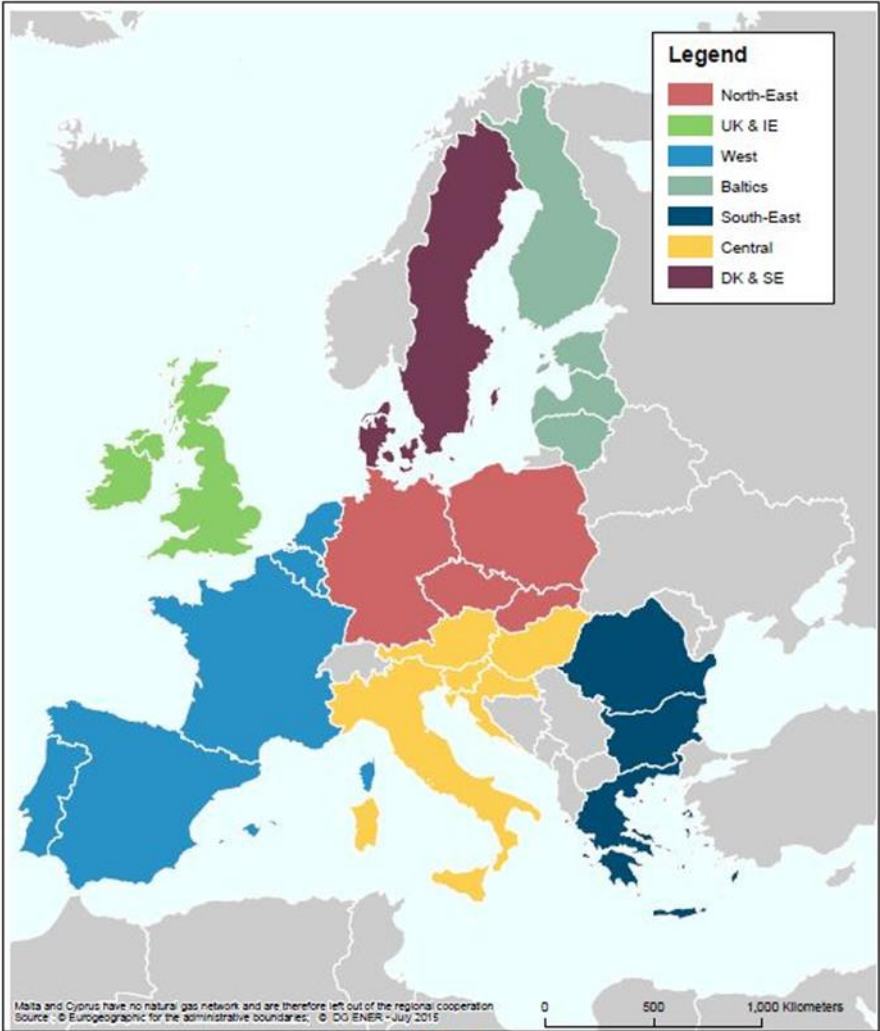 Legend
North-East
UK & IE
West
Baltics
South-East
Central
DK & SE
Malta and Cyprus have no natural gas network and are therefore left out of the regional cooperation
Source : © Eurogeographic for the administrative boundaries; © DG ENER - July 2015
0 500 1,000 Kilometers